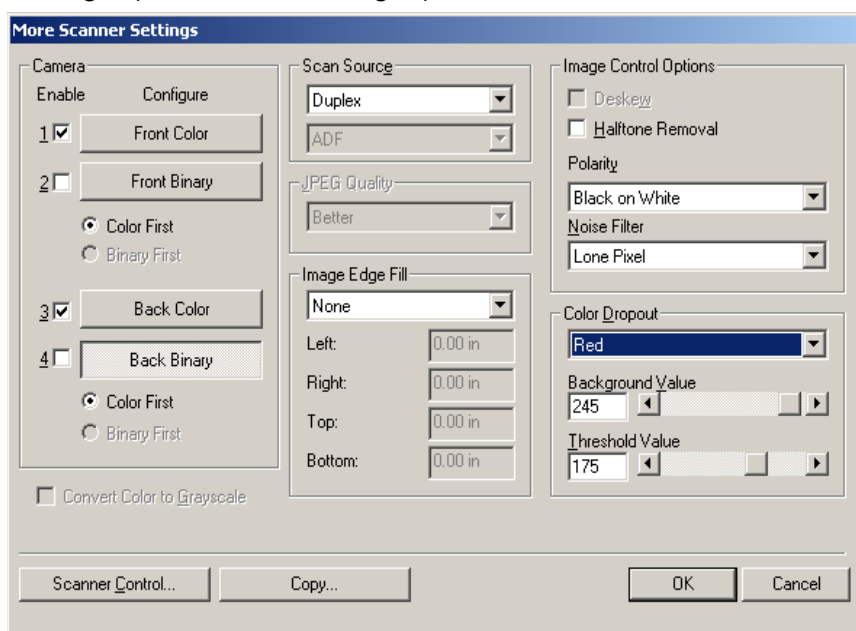 More Scanner Settings
Camera
Enable Configure
1 Front Color
2 Front Binary
Color First
Binary First
3 Back Color
4 Back Binary
Color First
Binary First
Convert Color to Grayscale
Scan Source
Duplex
ADF
JPEG Quality
Better
Image Edge Fill
None
Left: 0.00 in
Right: 0.00 in
Top: 0.00 in
Bottom: 0.00 in
Image Control Options
Deskew
Halftone Removal
Polarity
Black on White
Noise Filter
Lone Pixel
Color Dropout
Red
Background Value
245
Threshold Value
175
Scanner Control... Copy... OK Cancel